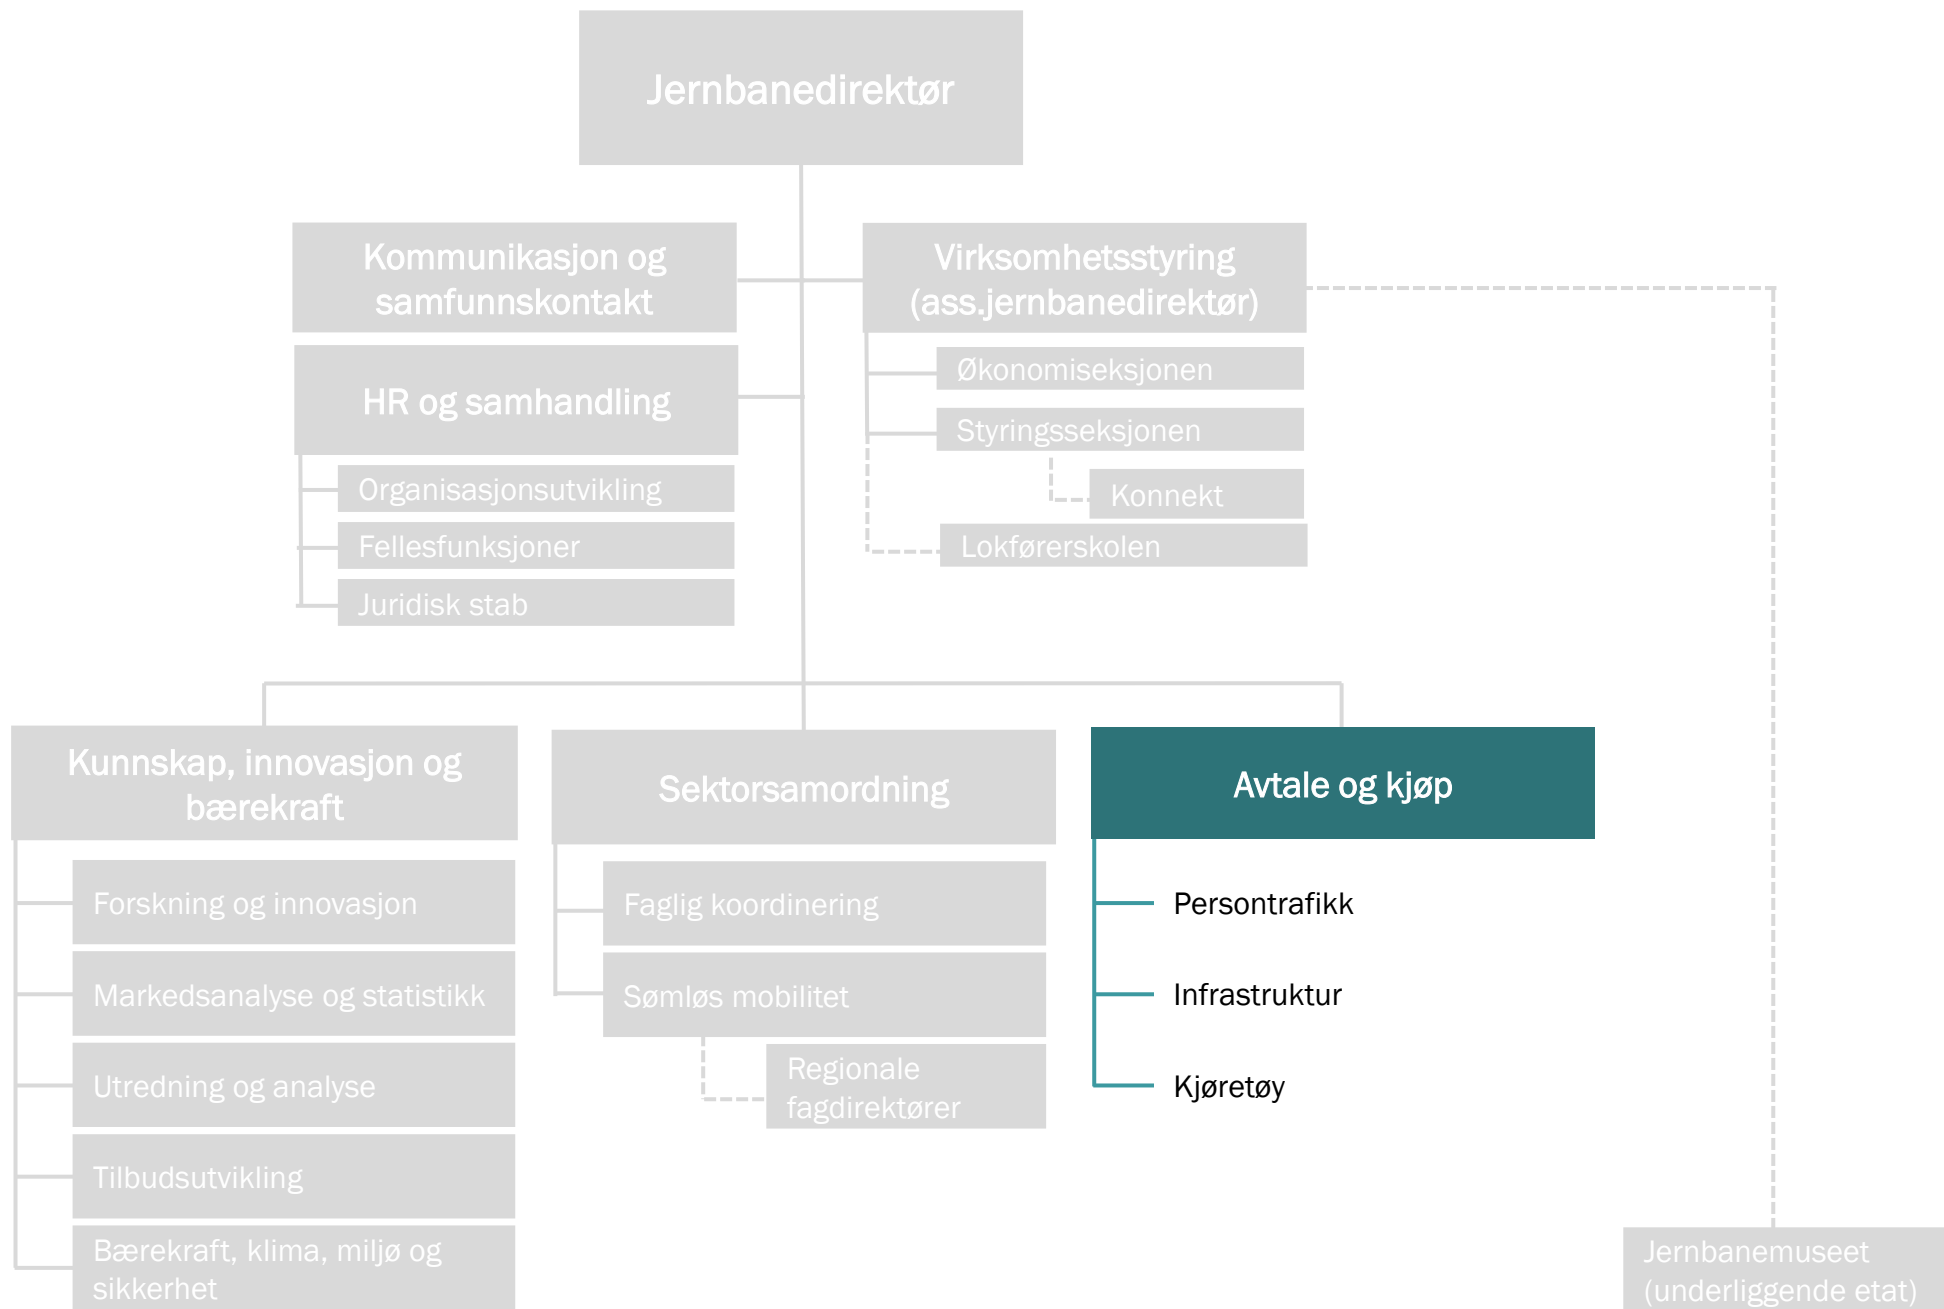 Jernbanedirektør
Kommunikasjon og
samfunnskontakt
Virksomhetsstyring
(ass.jernbanedirektør)
HR og samhandling
Organisasjonsutvikling
Fellesfunksjoner
Juridisk stab
Økonomiseksjonen
Styringsseksjonen
Konnekt
Lokførerskolen
Kunnskap, innovasjon og
bærekraft
Forskning og innovasjon
Markedsanalyse og statistikk
Utredning og analyse
Tilbudsutvikling
Bærekraft, klima, miljø og
sikkerhet
Sektorsamordning
Faglig koordinering
Sømløs mobilitet
Regionale
fagdirektører
Avtale og kjøp
Persontrafikk
Infrastruktur
Kjøretøy
Jernbanemuseet
(underliggende etat)